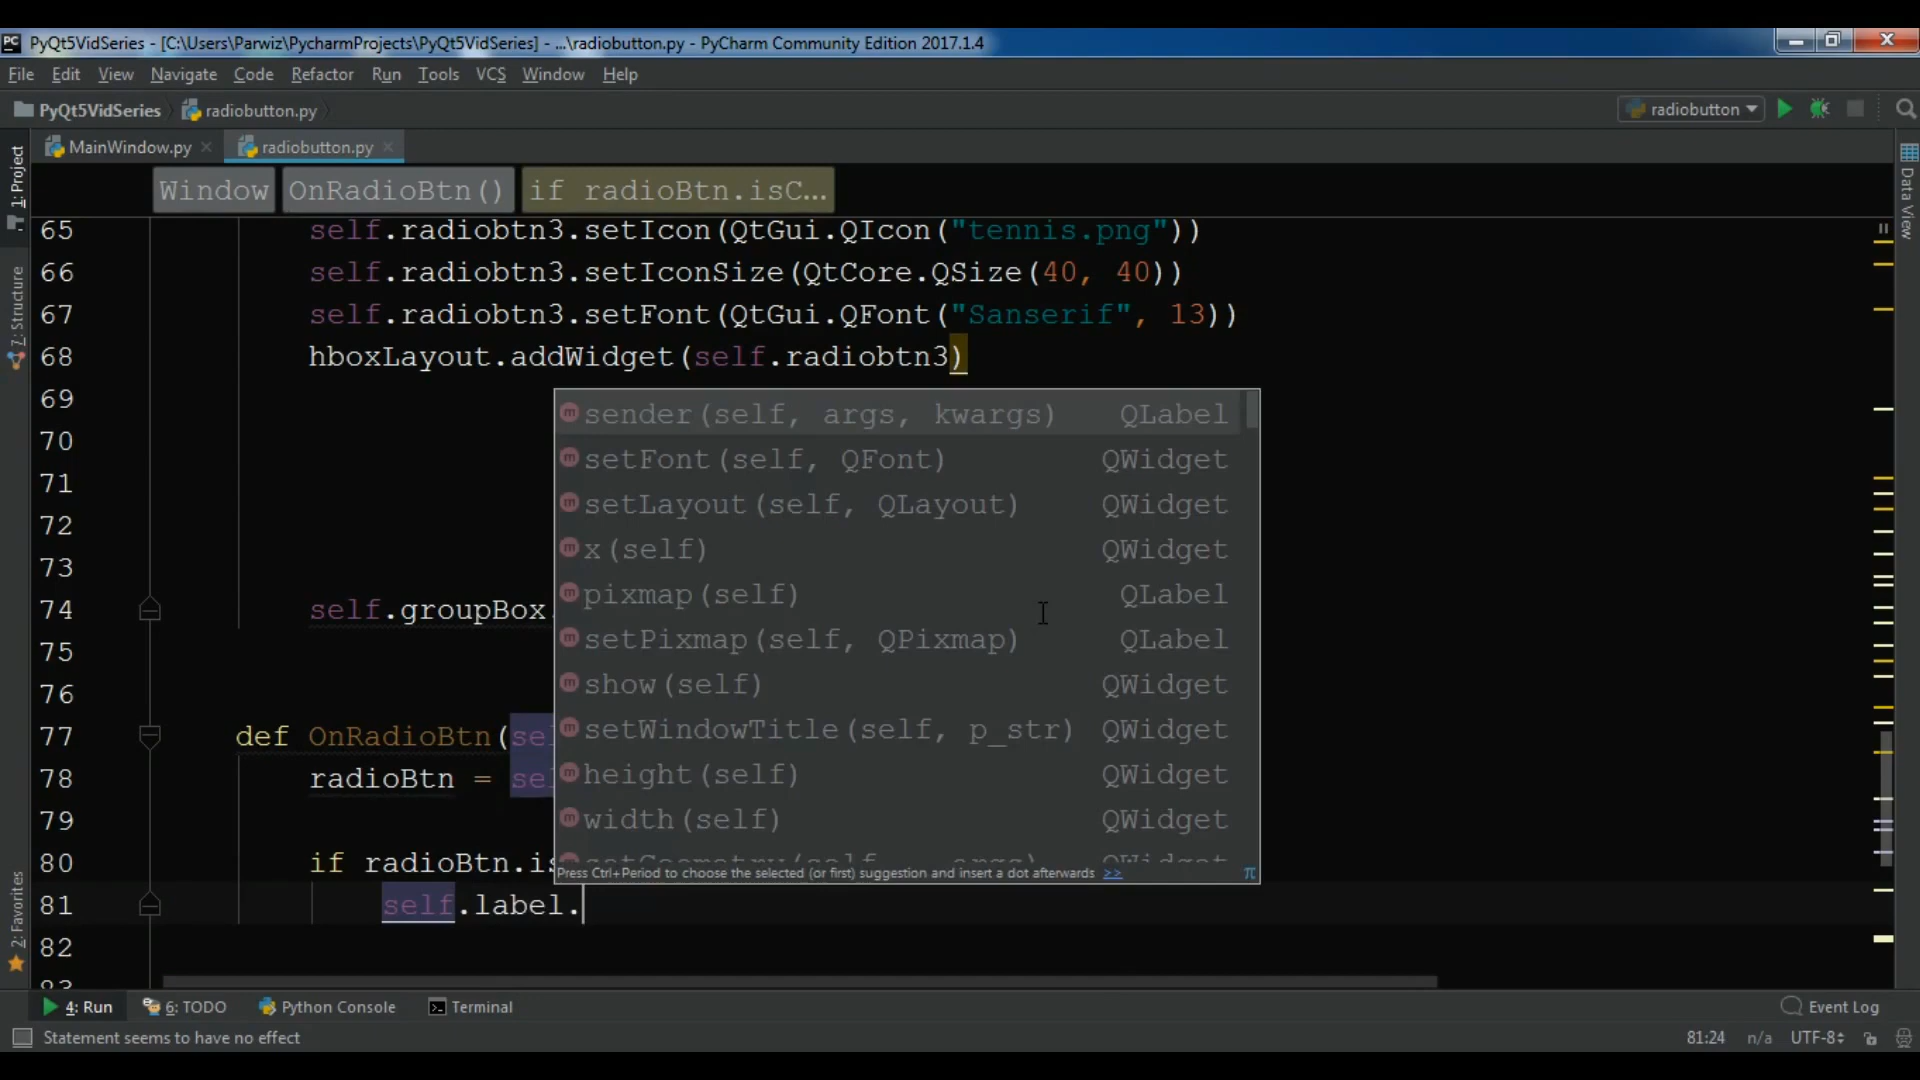 PC PyQt5VidSeries - [C:\Users\Parwiz\PycharmProjects\PyQt5VidSeries] - ...\radiobutton.py - PyCharm Community Edition 2017.1.4
File Edit View Navigate Code Refactor Run Tools VCS Window Help
PyQt5VidSeries radiobutton.py radiobutton
MainWindow.py radiobutton.py
1: Project
7: Structure
2: Favorites
Data View
Window OnRadioBtn() if radioBtn.isC...
65 self.radiobtn3.setIcon(QtGui.QIcon("tennis.png"))
66 self.radiobtn3.setIconSize(QtCore.QSize(40, 40))
67 self.radiobtn3.setFont(QtGui.QFont("Sanserif", 13))
68 hboxLayout.addWidget(self.radiobtn3)
69
70
71
72
73
74 self.groupBox.
75
76
77 def OnRadioBtn(sel
78 radioBtn = sel
79
80 if radioBtn.is
81 self.label.
82
83
m sender(self, args, kwargs) QLabel
m setFont(self, QFont) QWidget
m setLayout(self, QLayout) QWidget
m x(self) QWidget
m pixmap(self) QLabel
m setPixmap(self, QPixmap) QLabel
m show(self) QWidget
m setWindowTitle(self, p_str) QWidget
m height(self) QWidget
m width(self) QWidget
Press Ctrl+Period to choose the selected (or first) suggestion and insert a dot afterwards >> π
4: Run 6: TODO Python Console Terminal Event Log
Statement seems to have no effect 81:24 n/a UTF-8